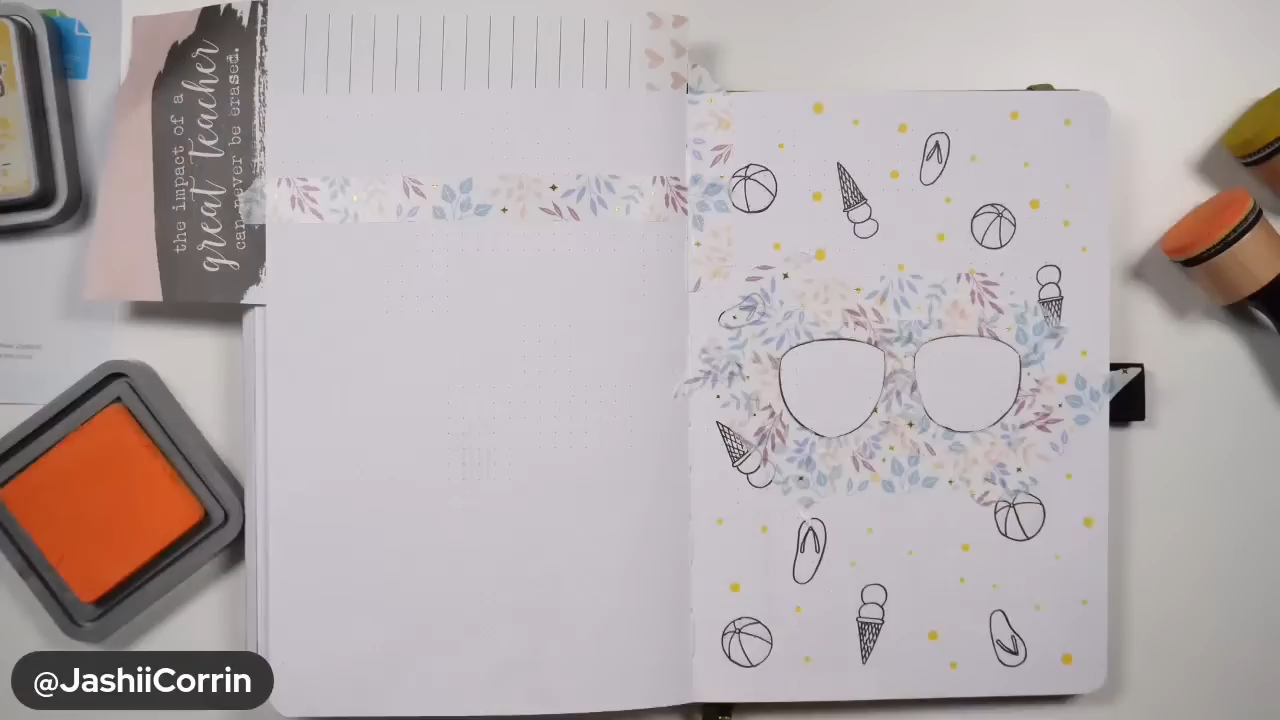 the impact of a
great teacher
can never be erased.
@JashiiCorrin